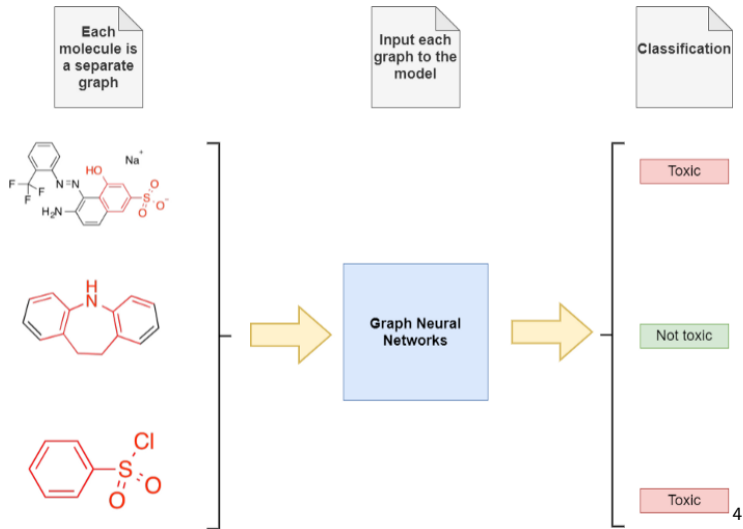 Each
molecule is
a separate
graph
Input each
graph to the
model
Classification
Na+
HO
F
F
F
N=N
H₂N
S
O
O
O⁻
Toxic
H
N
Graph Neural
Networks
Not toxic
Cl
S
O
O
Toxic
4